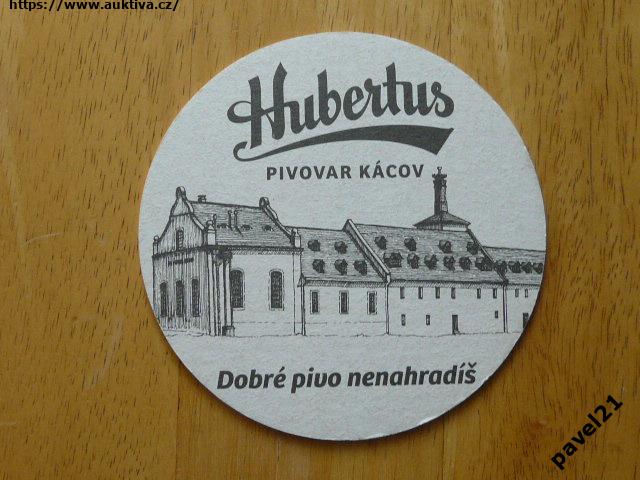 https://www.auktiva.cz/
Hubertus
PIVOVAR KÁCOV
Dobré pivo nenahradíš
pavel21